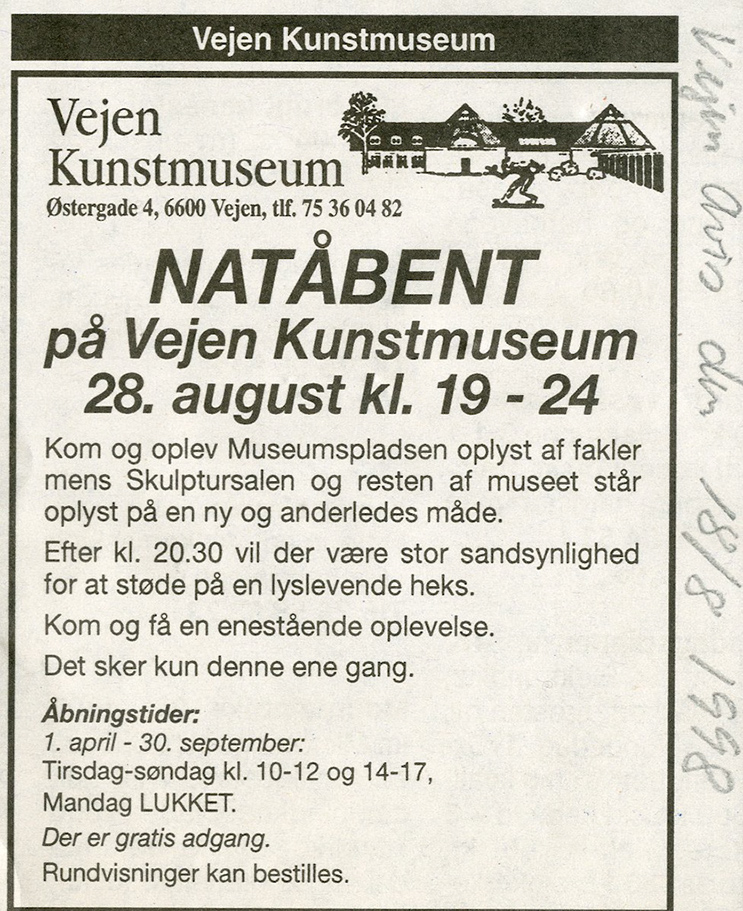 Vejen Kunstmuseum
Vejen
Kunstmuseum
Østergade 4, 6600 Vejen, tlf. 75 36 04 82
NATÅBENT
på Vejen Kunstmuseum
28. august kl. 19 - 24
Kom og oplev Museumspladsen oplyst af fakler
mens Skulptursalen og resten af museet står
oplyst på en ny og anderledes måde.
Efter kl. 20.30 vil der være stor sandsynlighed
for at støde på en lyslevende heks.
Kom og få en enestående oplevelse.
Det sker kun denne ene gang.
Åbningstider:
1. april - 30. september:
Tirsdag-søndag kl. 10-12 og 14-17,
Mandag LUKKET.
Der er gratis adgang.
Rundvisninger kan bestilles.
Vejen Avis den 18/8 1998